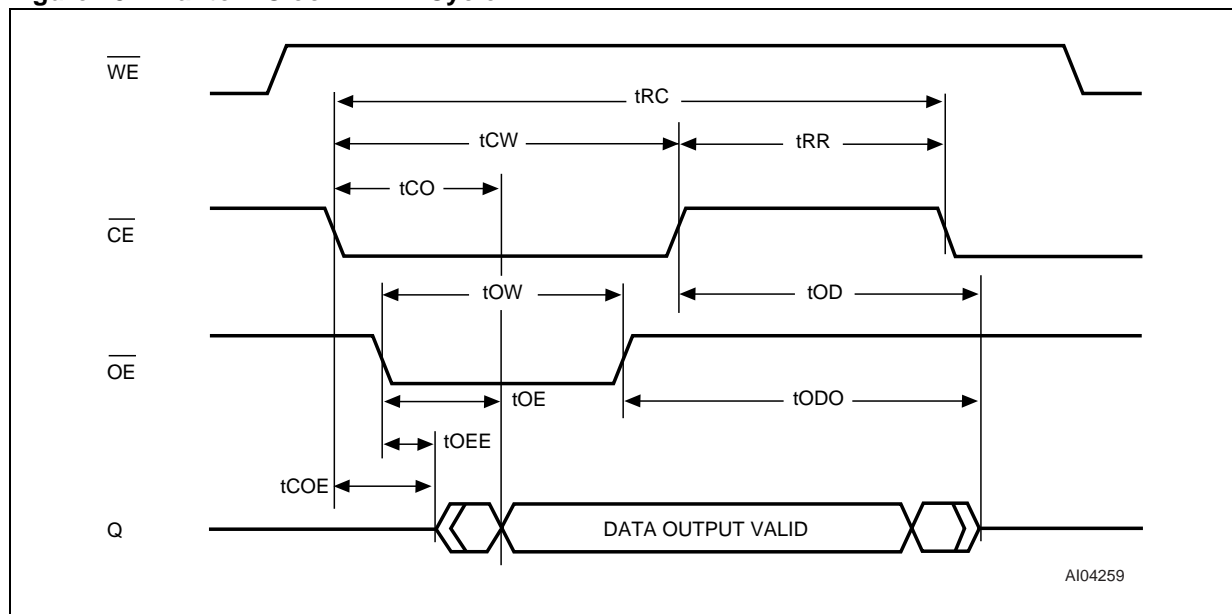 WE
tRC
tCW
tRR
tCO
CE
tOW
tOD
OE
tOE
tODO
tOEE
tCOE
Q
DATA OUTPUT VALID
AI04259